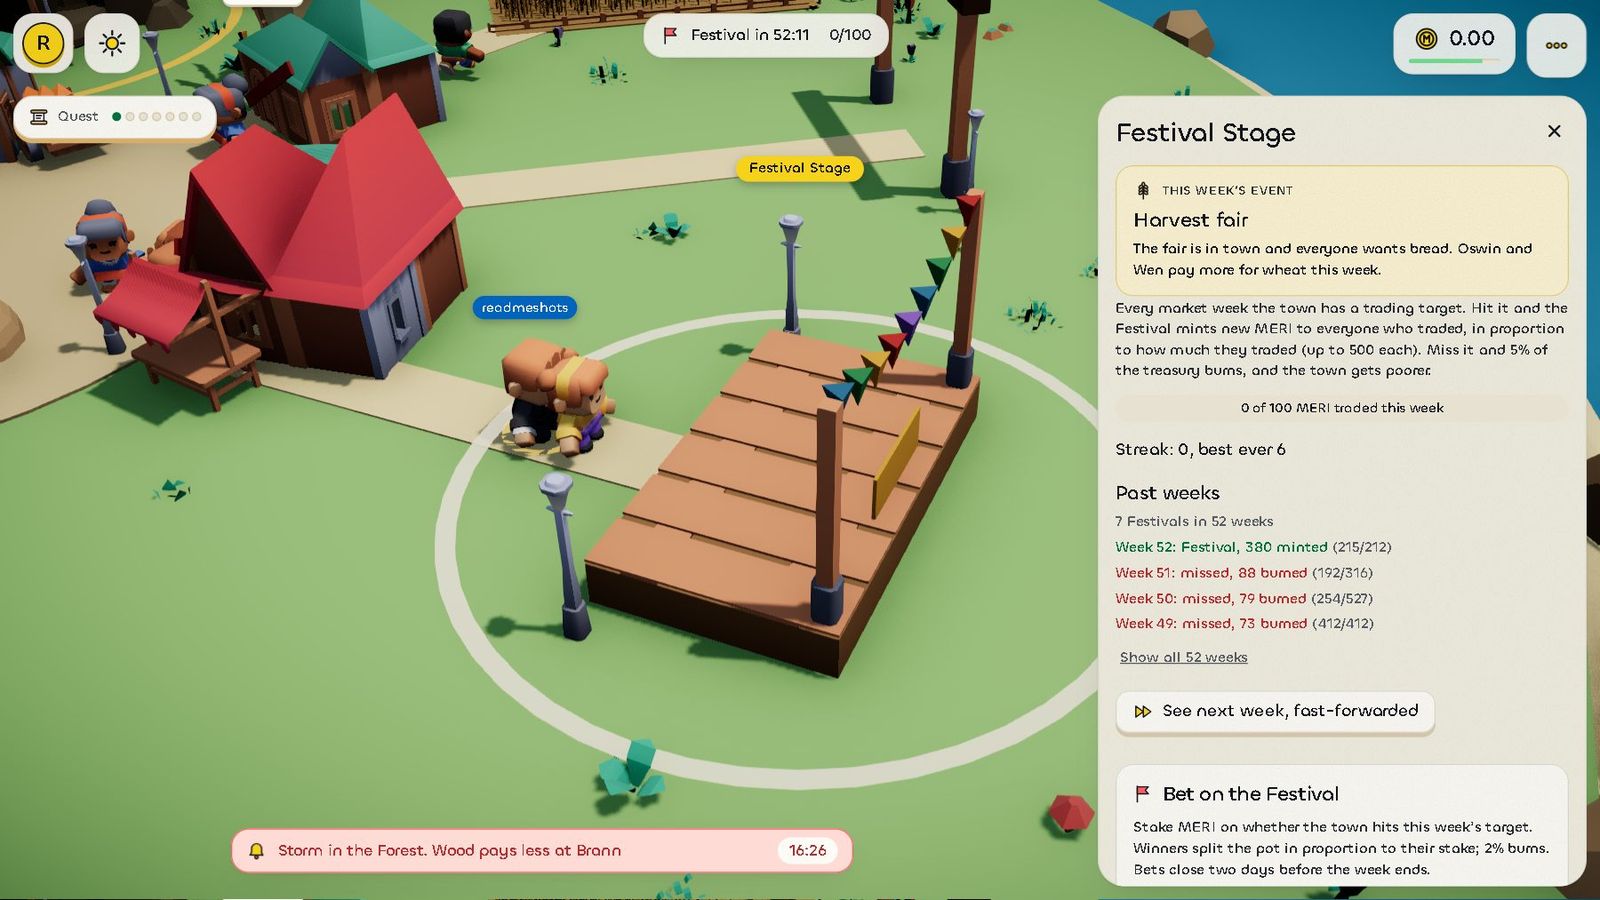 R
Festival in 52:11 0/100
0.00
Quest
Festival Stage
readmeshots
Storm in the Forest. Wood pays less at Brann 16:26
Festival Stage
THIS WEEK'S EVENT
Harvest fair
The fair is in town and everyone wants bread. Oswin and
Wen pay more for wheat this week.
Every market week the town has a trading target. Hit it and the
Festival mints new MERI to everyone who traded, in proportion
to how much they traded (up to 500 each). Miss it and 5% of
the treasury burns, and the town gets poorer.
0 of 100 MERI traded this week
Streak: 0, best ever 6
Past weeks
7 Festivals in 52 weeks
Week 52: Festival, 380 minted (215/212)
Week 51: missed, 88 burned (192/316)
Week 50: missed, 79 burned (254/527)
Week 49: missed, 73 burned (412/412)
Show all 52 weeks
See next week, fast-forwarded
Bet on the Festival
Stake MERI on whether the town hits this week's target.
Winners split the pot in proportion to their stake; 2% burns.
Bets close two days before the week ends.